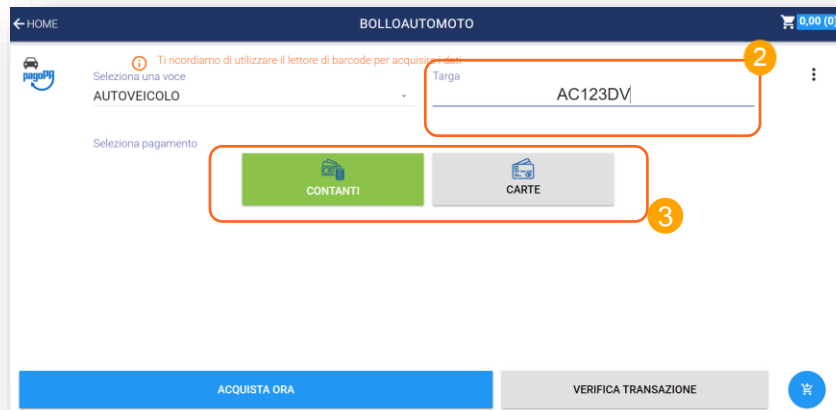 HOME
BOLLOAUTOMOTO
0,00 (0)
pagoPA
Ti ricordiamo di utilizzare il lettore di barcode per acquisire i dati
2
Seleziona una voce
Targa
AUTOVEICOLO
AC123DV
Seleziona pagamento
CONTANTI
CARTE
3
ACQUISTA ORA
VERIFICA TRANSAZIONE